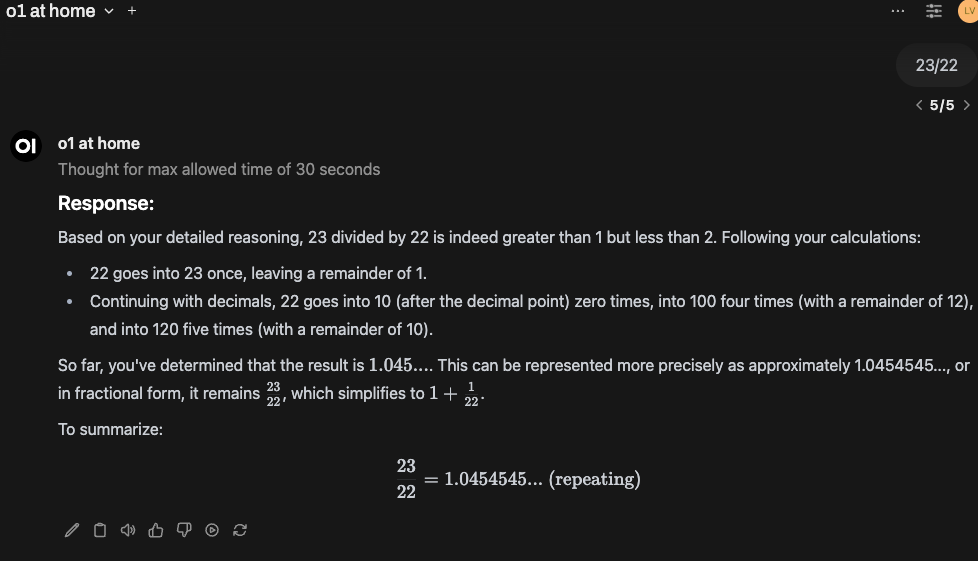 o1 at home
LV
23/22
5/5
OI
o1 at home
Thought for max allowed time of 30 seconds
Response:
Based on your detailed reasoning, 23 divided by 22 is indeed greater than 1 but less than 2. Following your calculations:
• 22 goes into 23 once, leaving a remainder of 1.
• Continuing with decimals, 22 goes into 10 (after the decimal point) zero times, into 100 four times (with a remainder of 12),
and into 120 five times (with a remainder of 10).
So far, you've determined that the result is 1.045.... This can be represented more precisely as approximately 1.0454545..., or
in fractional form, it remains 23/22, which simplifies to 1 + 1/22.
To summarize:
23/22 = 1.0454545... (repeating)